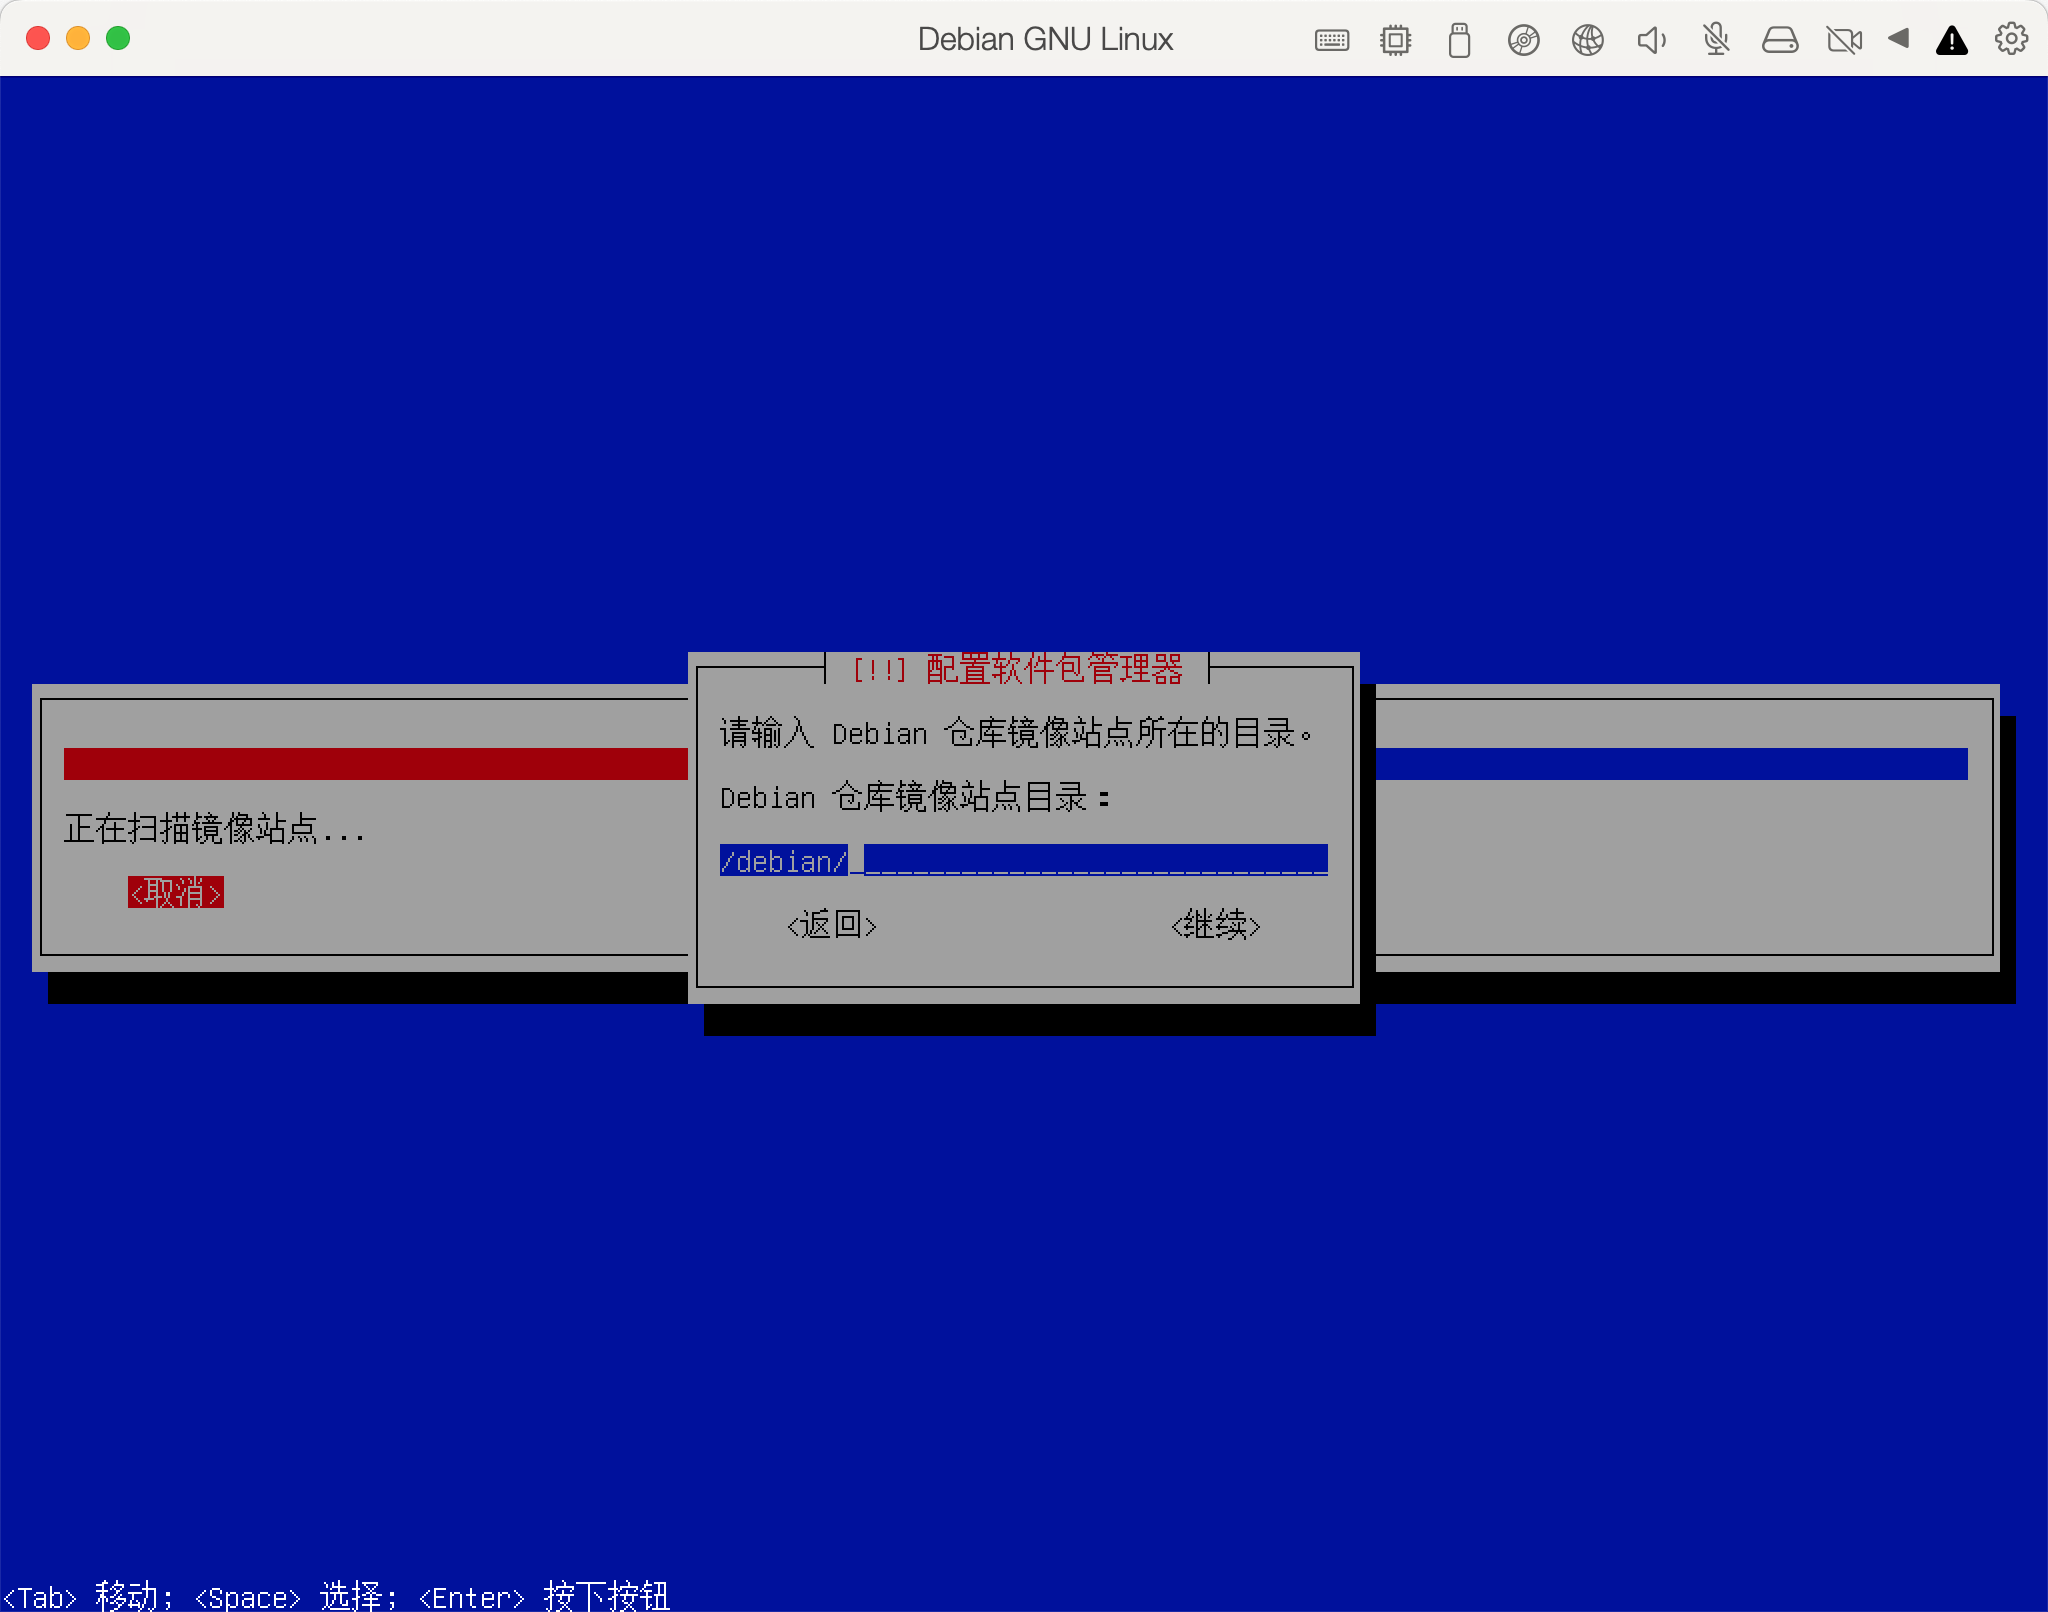 Debian GNU Linux
[!!] 配置软件包管理器
请输入 Debian 仓库镜像站点所在的目录。
Debian 仓库镜像站点目录：
/debian/
<返回> <继续>
正在扫描镜像站点...
<取消>
<Tab> 移动; <Space> 选择; <Enter> 按下按钮